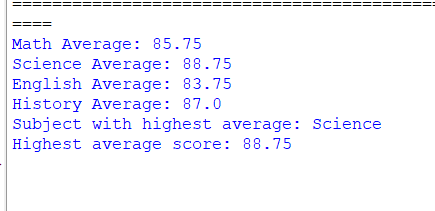 ===========================================
====
Math Average: 85.75
Science Average: 88.75
English Average: 83.75
History Average: 87.0
Subject with highest average: Science
Highest average score: 88.75